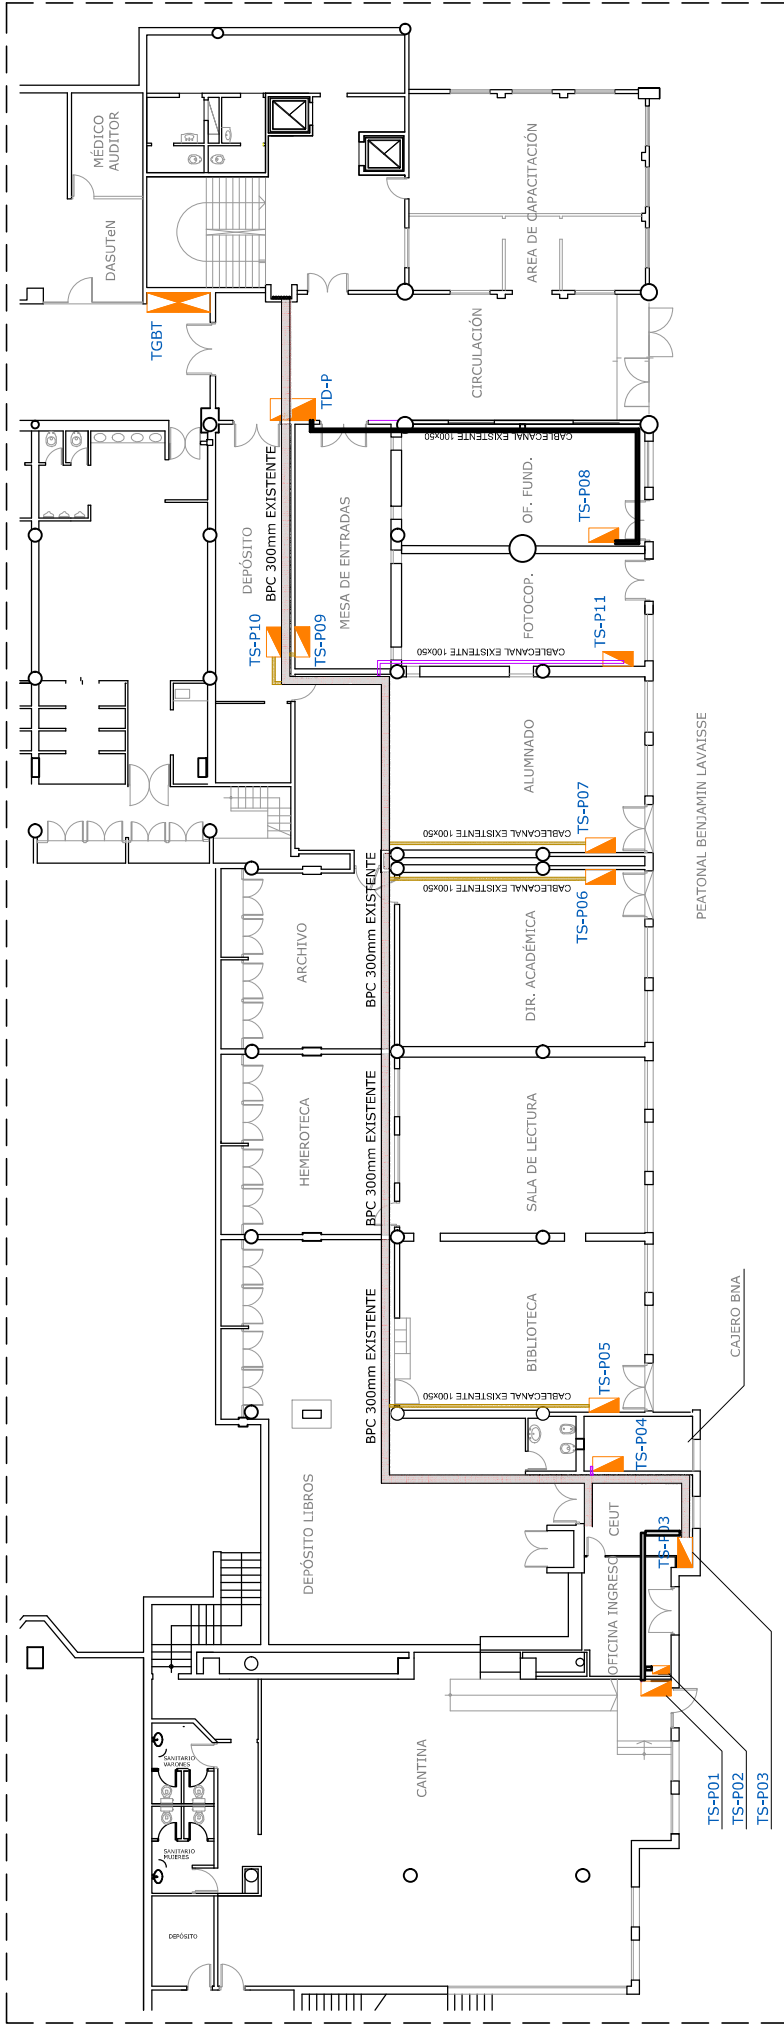 MÉDICO
AUDITOR
DASUTeN
AREA DE CAPACITACIÓN
TGBT
CIRCULACIÓN
TD-P
CABLECANAL EXISTENTE 100x50
BPC 300mm EXISTENTE
DEPÓSITO
MESA DE ENTRADAS
OF. FUND.
TS-P08
TS-P10
TS-P09
FOTOCOP.
TS-P11
CABLECANAL EXISTENTE 100x50
ALUMNADO
PEATONAL BENJAMIN LAVAISSE
TS-P07
CABLECANAL EXISTENTE 100x50
BPC 300mm EXISTENTE
CABLECANAL EXISTENTE 100x50
TS-P06
ARCHIVO
DIR. ACADÉMICA
HEMEROTECA
BPC 300mm EXISTENTE
SALA DE LECTURA
BPC 300mm EXISTENTE
BIBLIOTECA
CAJERO BNA
CABLECANAL EXISTENTE 100x50
TS-P05
TS-P04
DEPÓSITO LIBROS
CEUT
TS-P03
OFICINA INGRESO
CANTINA
SANITARIO
VARONES
SANITARIO
MUJERES
DEPÓSITO
TS-P01
TS-P02
TS-P03